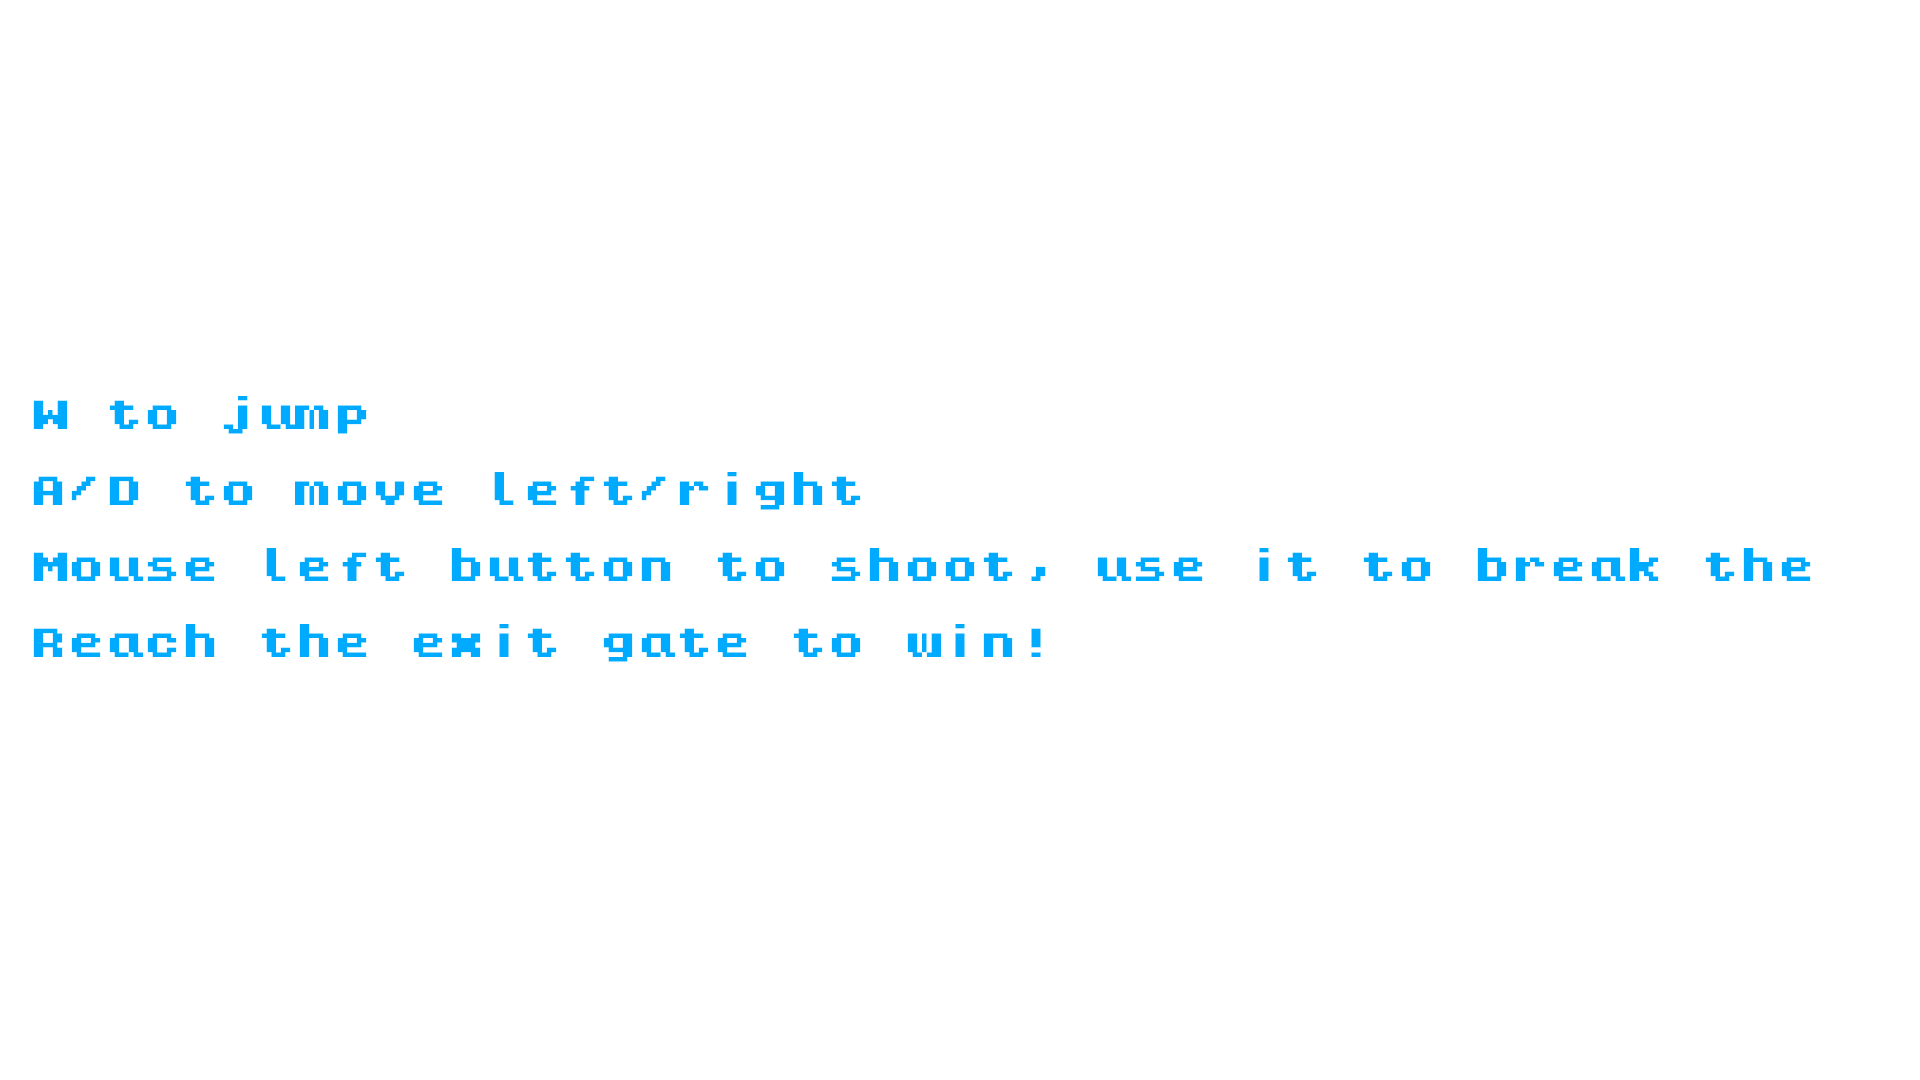 W to jump
A/D to move left/right
Mouse left button to shoot, use it to break the
Reach the exit gate to win!